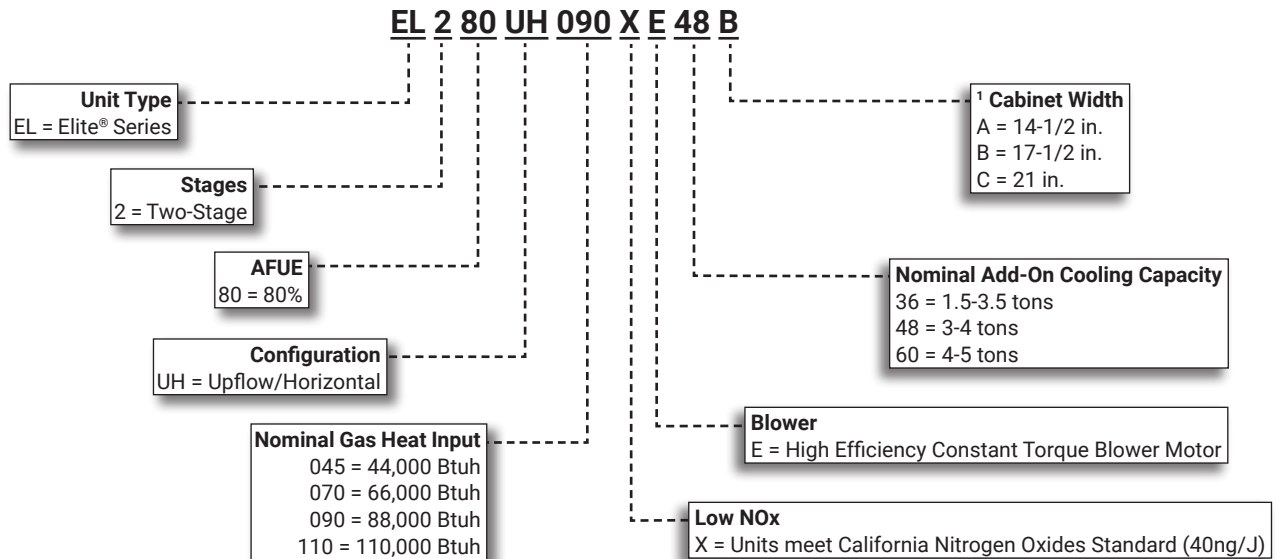 EL 2 80 UH 090 X E 48 B
Unit Type
EL = Elite® Series
Stages
2 = Two-Stage
AFUE
80 = 80%
Configuration
UH = Upflow/Horizontal
Nominal Gas Heat Input
045 = 44,000 Btuh
070 = 66,000 Btuh
090 = 88,000 Btuh
110 = 110,000 Btuh
¹ Cabinet Width
A = 14-1/2 in.
B = 17-1/2 in.
C = 21 in.
Nominal Add-On Cooling Capacity
36 = 1.5-3.5 tons
48 = 3-4 tons
60 = 4-5 tons
Blower
E = High Efficiency Constant Torque Blower Motor
Low NOx
X = Units meet California Nitrogen Oxides Standard (40ng/J)